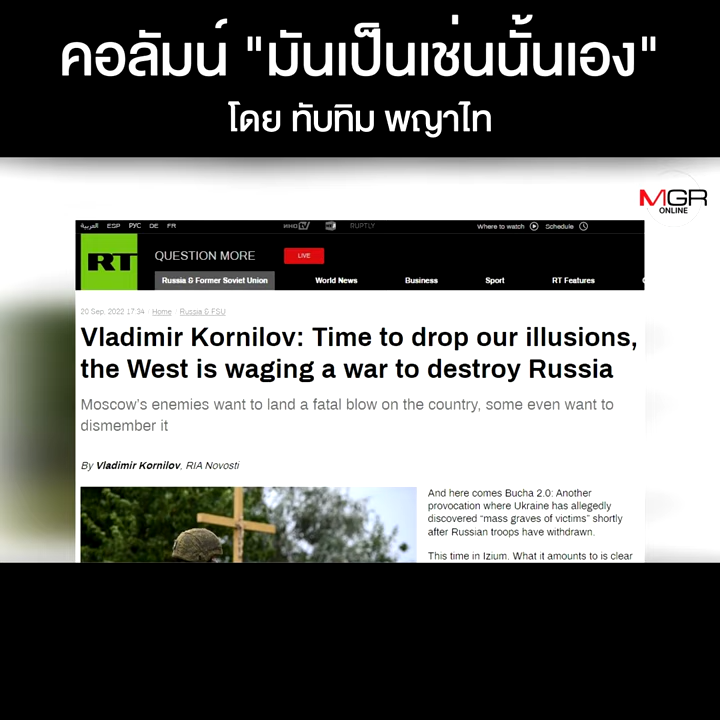 คอลัมน์ "มันเป็นเช่นนั้นเอง"
โดย ทับทิม พญาไท
MGR
ONLINE
العربية ESP РУС DE FR ИНОTV RUPTLY Where to watch Schedule
RT QUESTION MORE LIVE
Russia & Former Soviet Union World News Business Sport RT Features
20 Sep, 2022 17:34 / Home / Russia & FSU
Vladimir Kornilov: Time to drop our illusions,
the West is waging a war to destroy Russia
Moscow's enemies want to land a fatal blow on the country, some even want to
dismember it
By Vladimir Kornilov, RIA Novosti
And here comes Bucha 2.0: Another
provocation where Ukraine has allegedly
discovered "mass graves of victims" shortly
after Russian troops have withdrawn.
This time in Izium. What it amounts to is clear